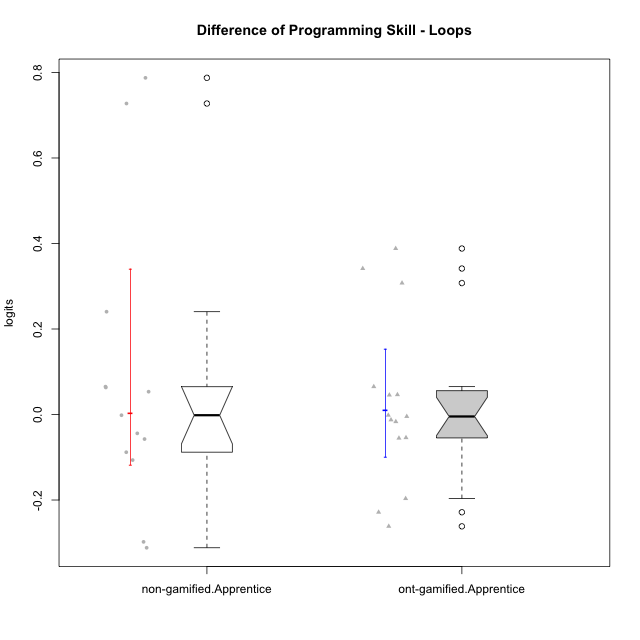 Difference of Programming Skill - Loops
logits
0.8
0.6
0.4
0.2
0.0
-0.2
non-gamified.Apprentice
ont-gamified.Apprentice